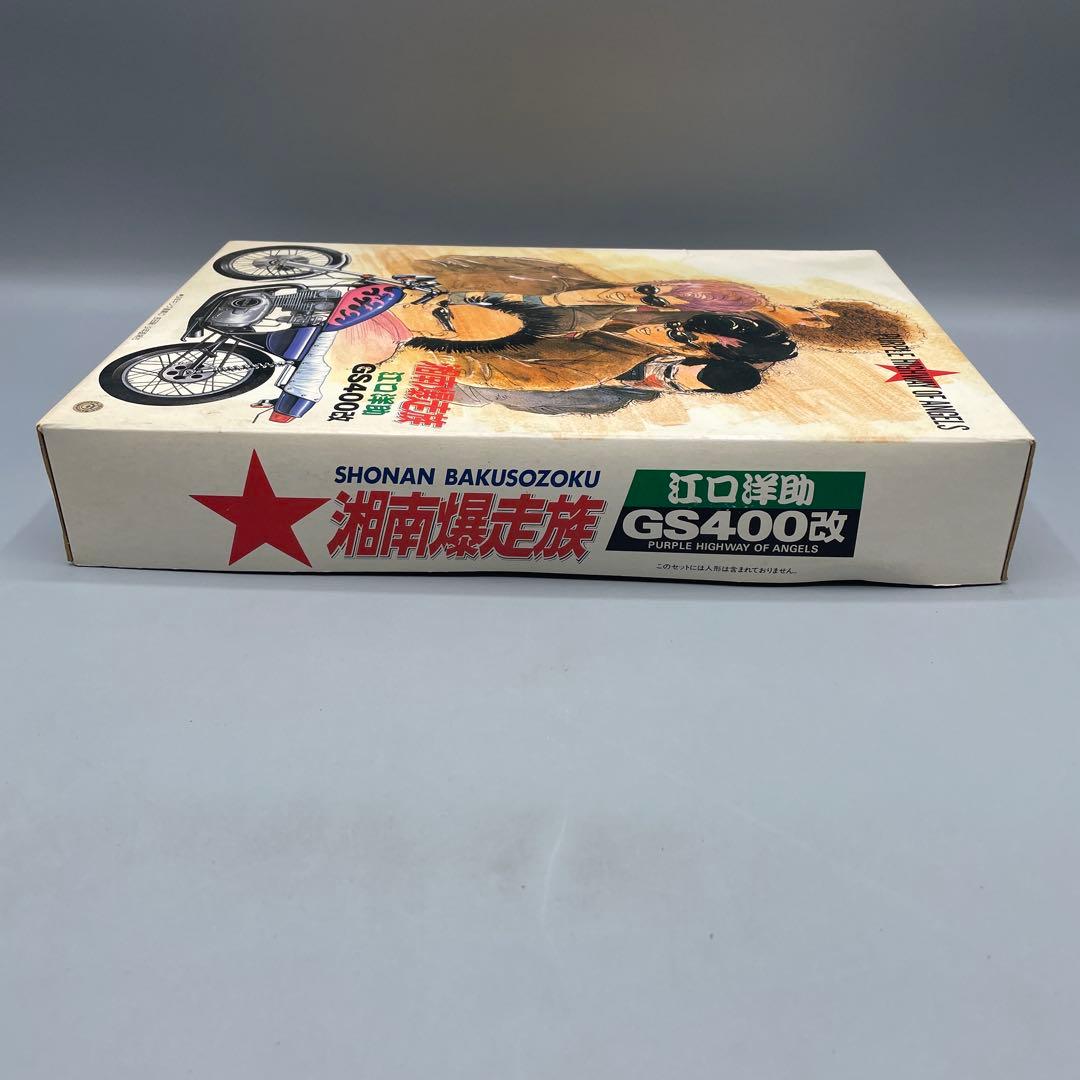 PURPLE HIGHWAY OF ANGELS
湘南爆走族
江口洋助
GS400改
SHONAN BAKUSOZOKU
湘南爆走族
江口洋助
GS400改
PURPLE HIGHWAY OF ANGELS
このセットには人形は含まれておりません。